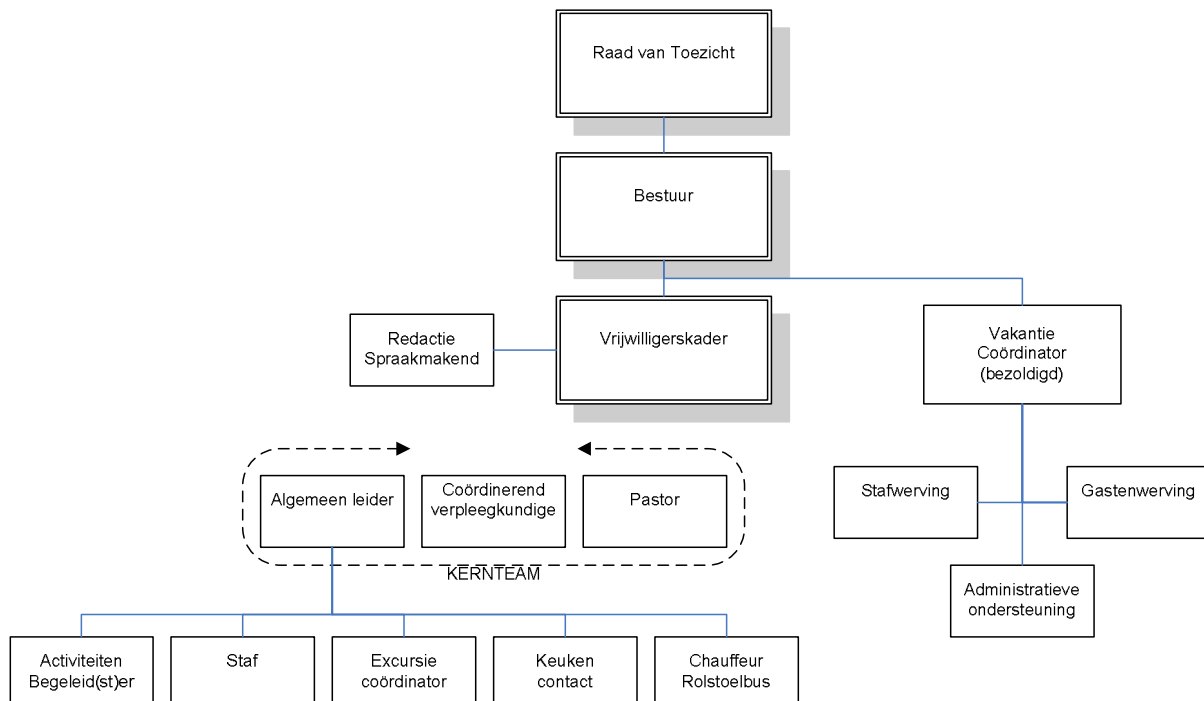 Raad van Toezicht
Bestuur
Vrijwilligerskader
Redactie
Spraakmakend
Vakantie
Coördinator
(bezoldigd)
Algemeen leider
Coördinerend
verpleegkundige
Pastor
KERNTEAM
Stafwerving
Gastenwerving
Administratieve
ondersteuning
Activiteiten
Begeleid(st)er
Staf
Excursie
coördinator
Keuken
contact
Chauffeur
Rolstoelbus